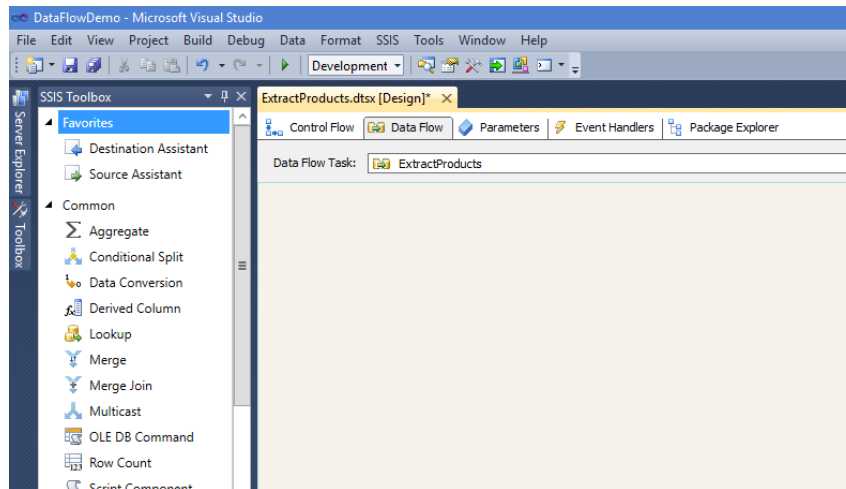 DataFlowDemo - Microsoft Visual Studio
File Edit View Project Build Debug Data Format SSIS Tools Window Help
Development
Server Explorer
Toolbox
SSIS Toolbox
Favorites
Destination Assistant
Source Assistant
Common
Aggregate
Conditional Split
Data Conversion
Derived Column
Lookup
Merge
Merge Join
Multicast
OLE DB Command
Row Count
Script Component
ExtractProducts.dtsx [Design]*
Control Flow Data Flow Parameters Event Handlers Package Explorer
Data Flow Task: ExtractProducts